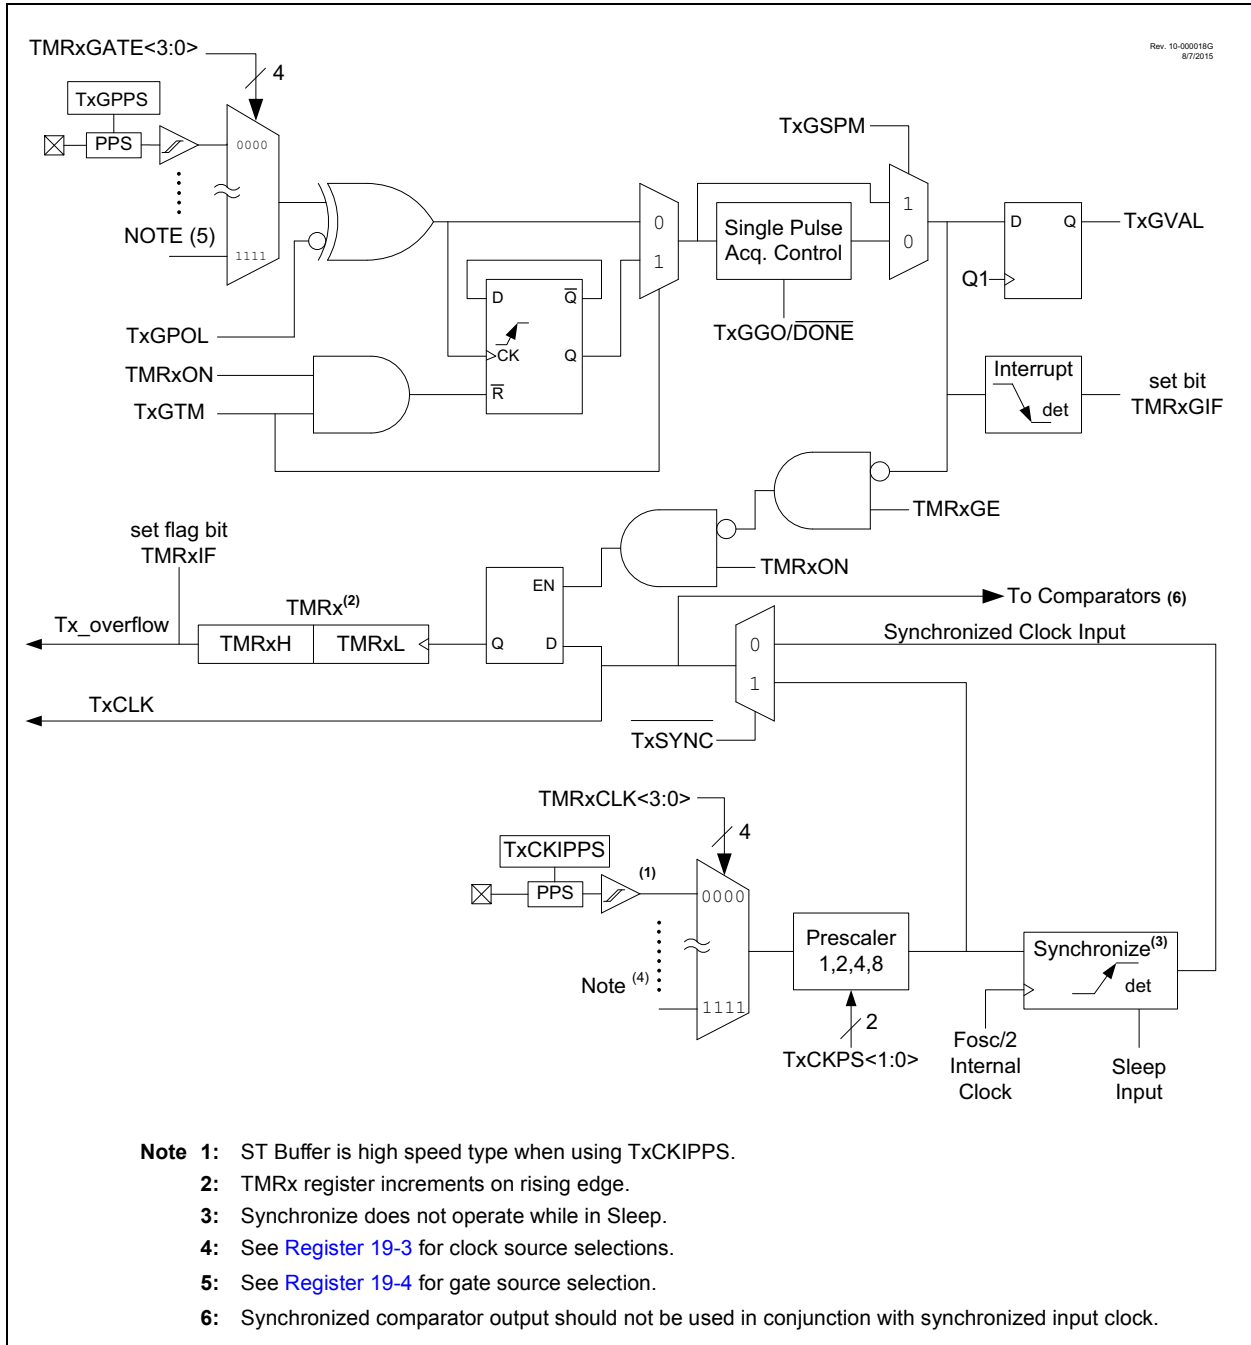 Rev. 10-000018G
8/7/2015
TMRxGATE<3:0>
4
TxGPPS
PPS
0000
NOTE (5)
1111
TxGPOL
TMRxON
TxGTM
D
Q
CK
Q
R
0
1
TxGSPM
Single Pulse
Acq. Control
TxGGO/DONE
1
0
D
Q
Q1
TxGVAL
Interrupt
det
set bit
TMRxGIF
TMRxGE
TMRxON
set flag bit
TMRxIF
Tx_overflow
TMRx(2)
TMRxH
TMRxL
EN
Q
D
TxCLK
To Comparators (6)
Synchronized Clock Input
0
1
TxSYNC
TMRxCLK<3:0>
4
TxCKIPPS
PPS
(1)
0000
Note (4)
1111
Prescaler
1,2,4,8
2
TxCKPS<1:0>
Synchronize(3)
det
Fosc/2
Internal
Clock
Sleep
Input
Note 1: ST Buffer is high speed type when using TxCKIPPS.
2: TMRx register increments on rising edge.
3: Synchronize does not operate while in Sleep.
4: See Register 19-3 for clock source selections.
5: See Register 19-4 for gate source selection.
6: Synchronized comparator output should not be used in conjunction with synchronized input clock.